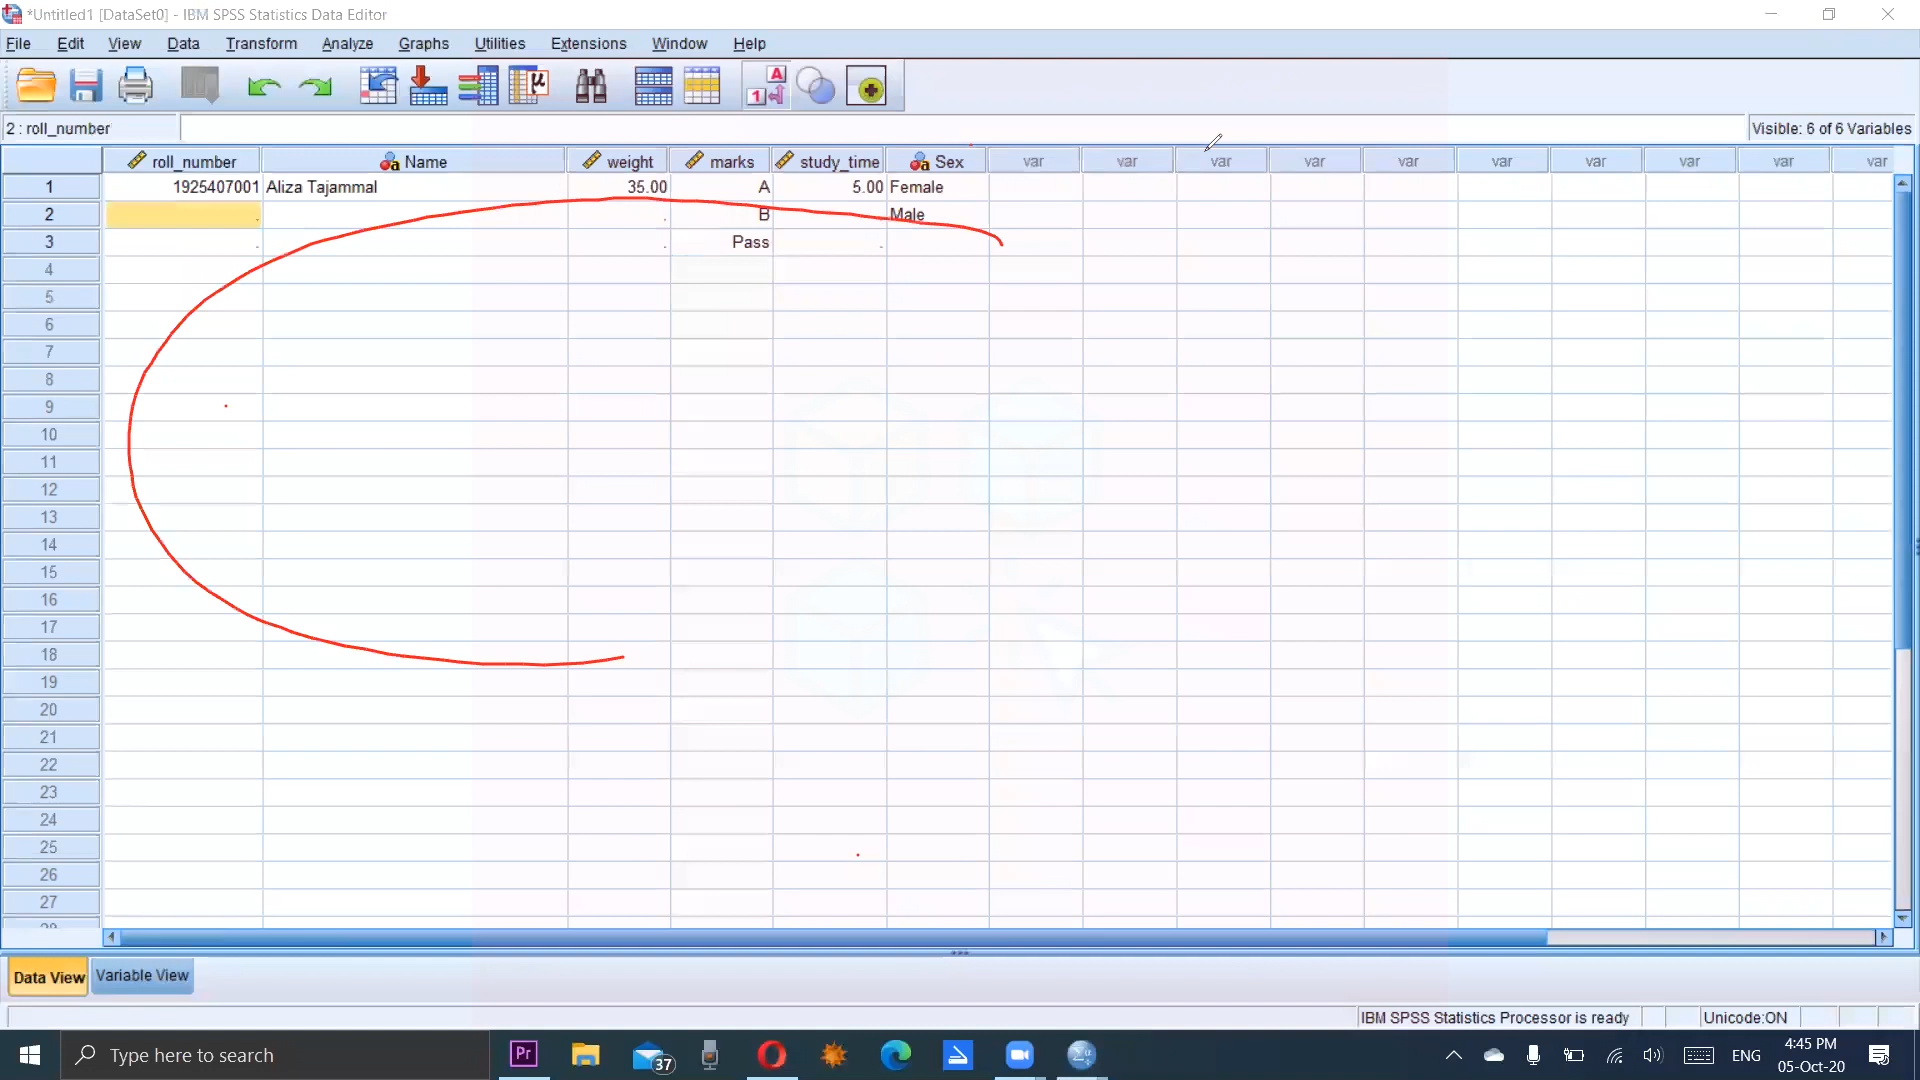 *Untitled1 [DataSet0] - IBM SPSS Statistics Data Editor
File Edit View Data Transform Analyze Graphs Utilities Extensions Window Help
A
μ
1
2 : roll_number Visible: 6 of 6 Variables
roll_number Name weight marks study_time Sex var var var var var var var var var var
1 1925407001 Aliza Tajammal 35.00 A 5.00 Female
2 . . B Male
3 . . Pass .
4
5
6
7
8
9
10
11
12
13
14
15
16
17
18
19
20
21
22
23
24
25
26
27
28
Data View Variable View
IBM SPSS Statistics Processor is ready Unicode:ON
Type here to search Pr 37 Σα ENG 4:45 PM
05-Oct-20